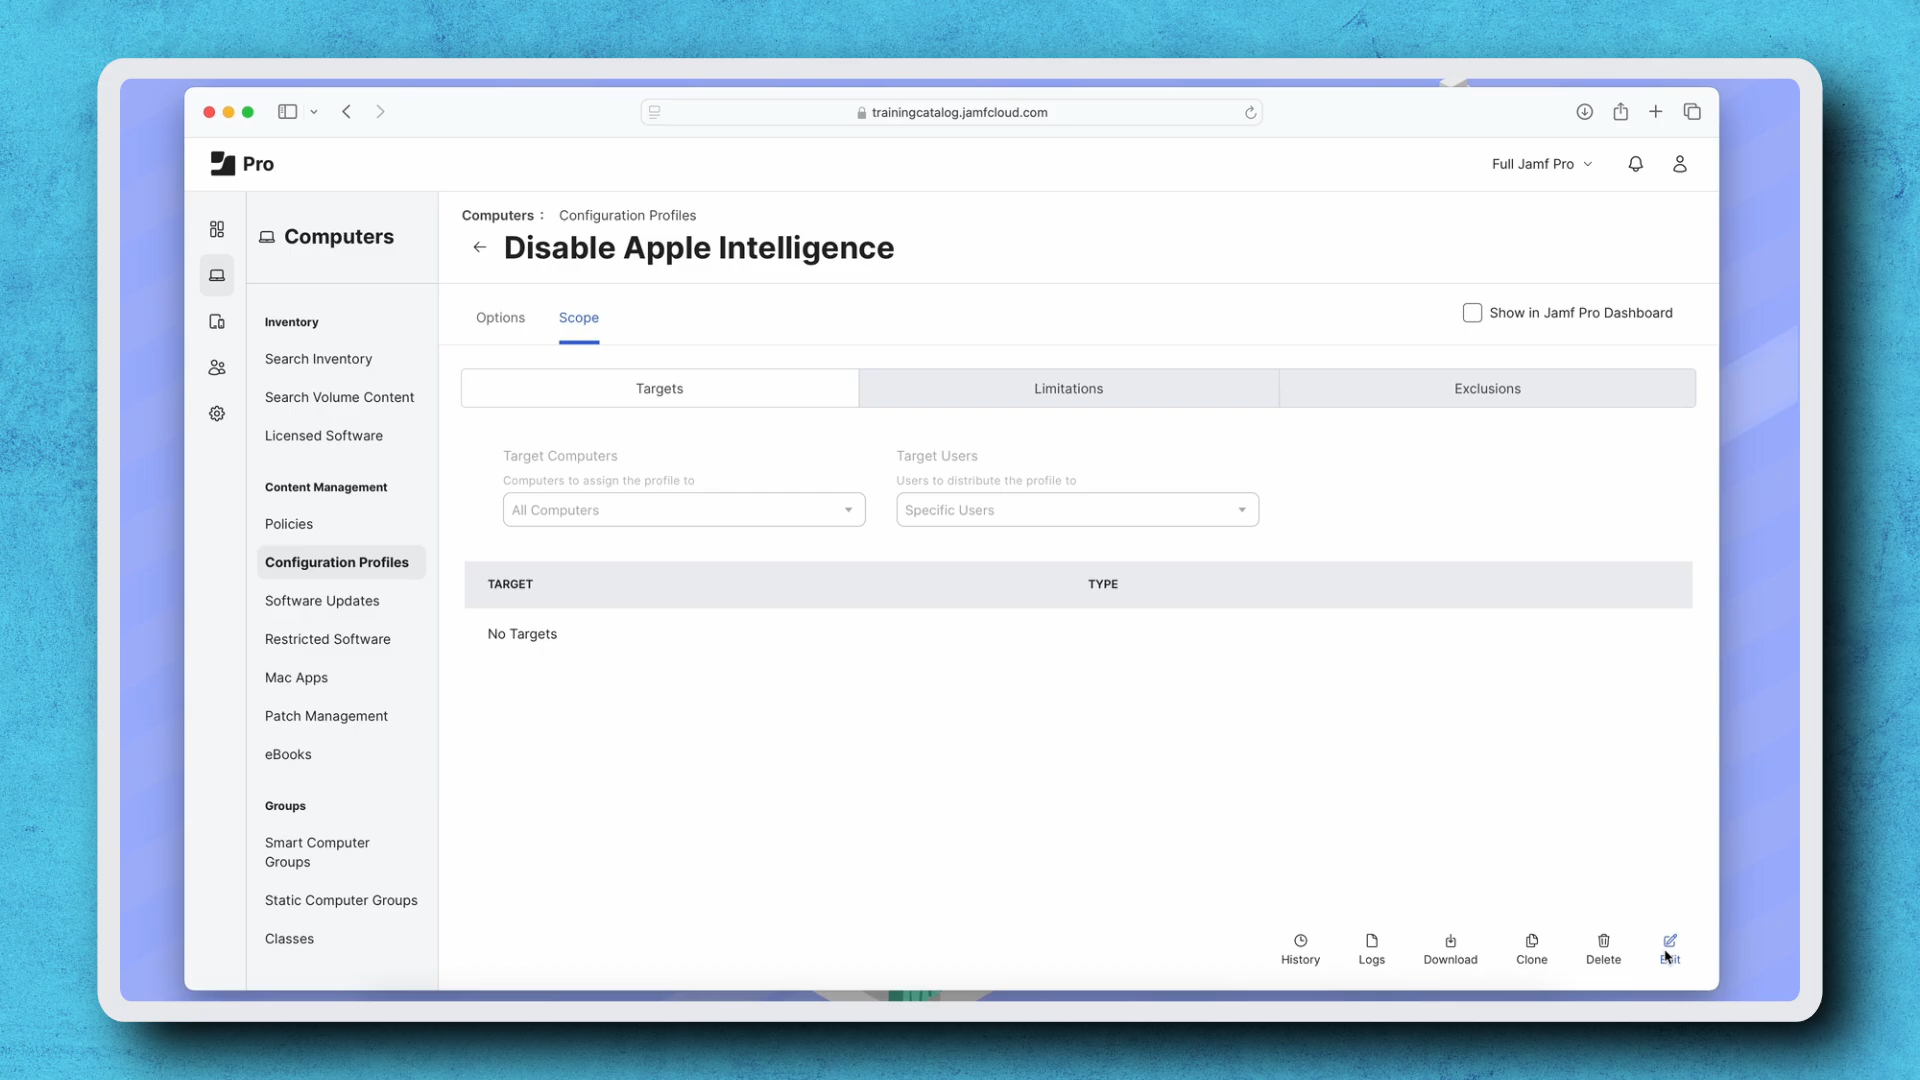 trainingcatalog.jamfcloud.com
Pro
Full Jamf Pro
Computers
Inventory
Search Inventory
Search Volume Content
Licensed Software
Content Management
Policies
Configuration Profiles
Software Updates
Restricted Software
Mac Apps
Patch Management
eBooks
Groups
Smart Computer
Groups
Static Computer Groups
Classes
Computers : Configuration Profiles
Disable Apple Intelligence
Options Scope
Show in Jamf Pro Dashboard
Targets Limitations Exclusions
Target Computers
Computers to assign the profile to
All Computers
Target Users
Users to distribute the profile to
Specific Users
TARGET TYPE
No Targets
History Logs Download Clone Delete Edit